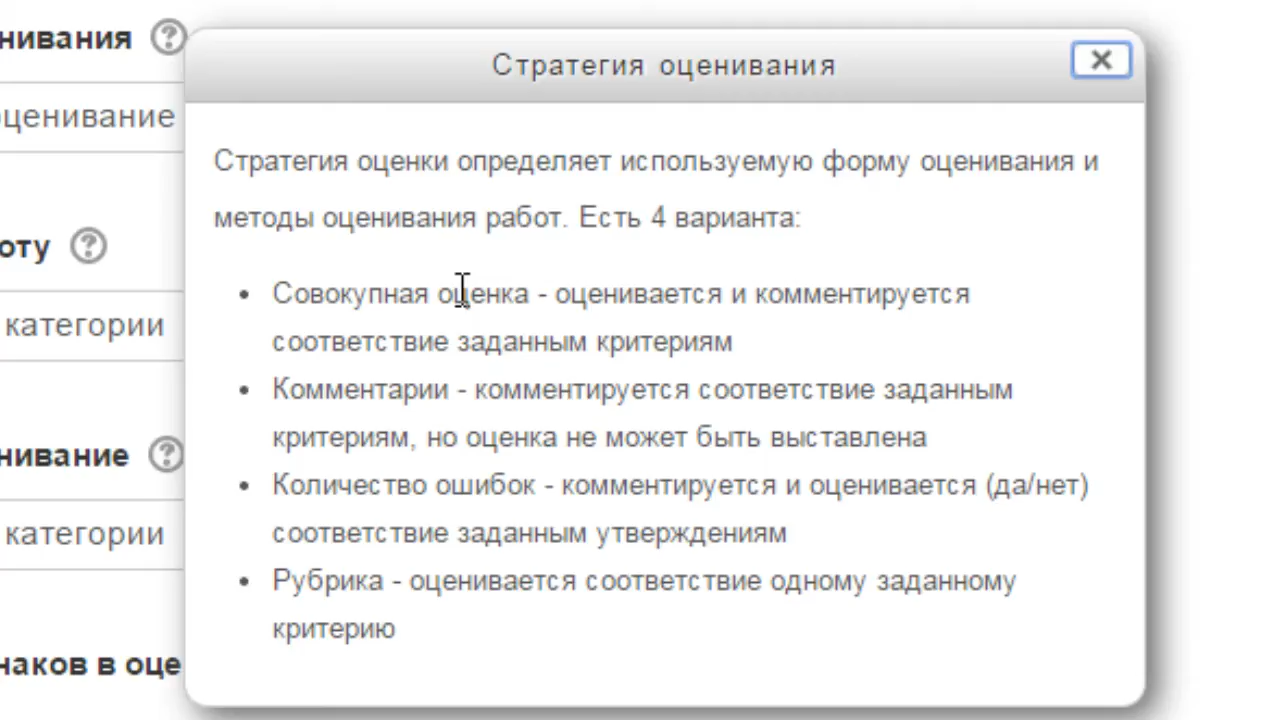 нивания
Стратегия оценивания
оценивание
Стратегия оценки определяет используемую форму оценивания и
методы оценивания работ. Есть 4 варианта:
оту
Совокупная оценка - оценивается и комментируется
категории
соответствие заданным критериям
Комментарии - комментируется соответствие заданным
критериям, но оценка не может быть выставлена
нивание
Количество ошибок - комментируется и оценивается (да/нет)
категории
соответствие заданным утверждениям
Рубрика - оценивается соответствие одному заданному
критерию
наков в оце